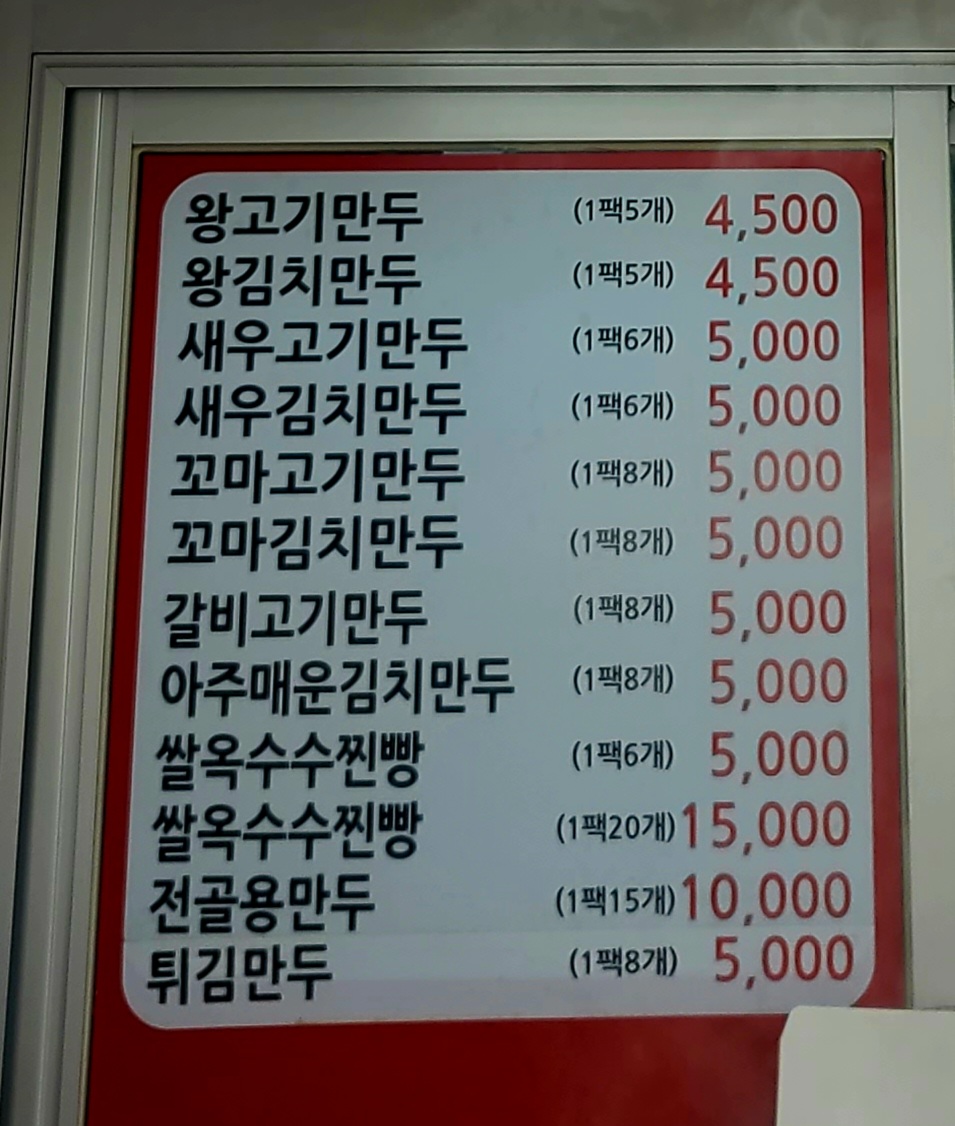 왕고기만두 (1팩5개) 4,500
왕김치만두 (1팩5개) 4,500
새우고기만두 (1팩6개) 5,000
새우김치만두 (1팩6개) 5,000
꼬마고기만두 (1팩8개) 5,000
꼬마김치만두 (1팩8개) 5,000
갈비고기만두 (1팩8개) 5,000
아주매운김치만두 (1팩8개) 5,000
쌀옥수수찐빵 (1팩6개) 5,000
쌀옥수수찐빵 (1팩20개) 15,000
전골용만두 (1팩15개) 10,000
튀김만두 (1팩8개) 5,000